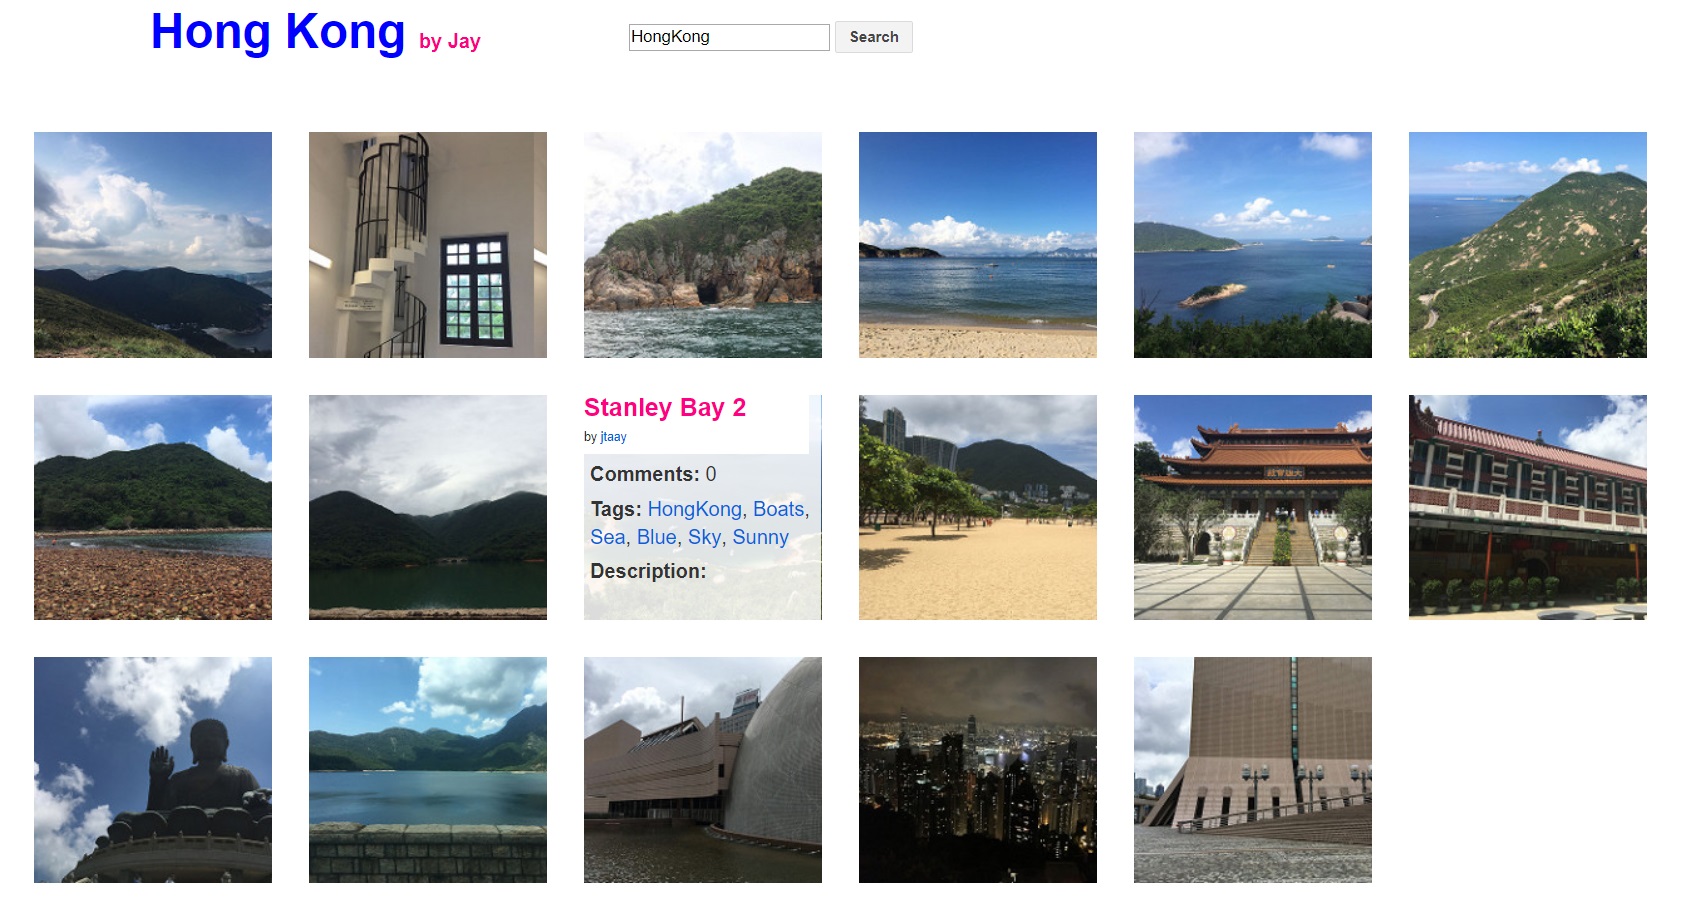 Hong Kong by Jay
HongKong
Search
Stanley Bay 2
by jtaay
Comments: 0
Tags: HongKong, Boats,
Sea, Blue, Sky, Sunny
Description: